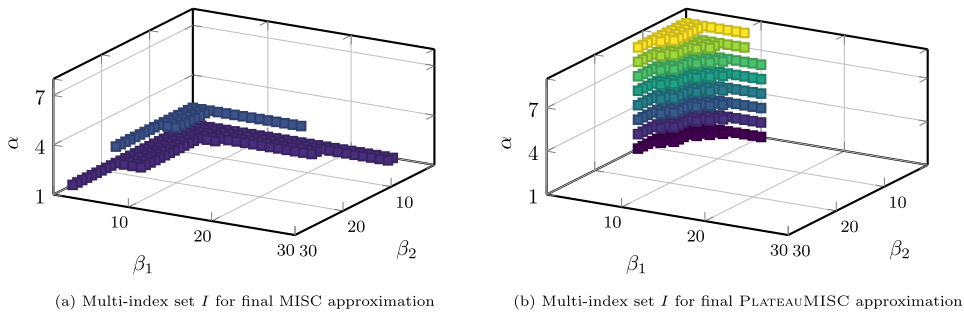 7
4
1
α
10
20
30
30
20
10
β₁
β₂
7
4
1
α
10
20
30
30
20
10
β₁
β₂
(a) Multi-index set I for final MISC approximation
(b) Multi-index set I for final PLATEAUMISC approximation